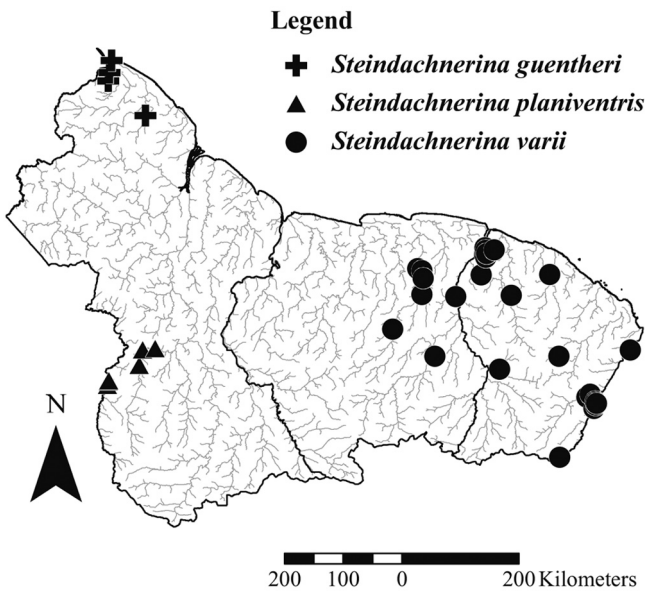 Legend
Steindachnerina guentheri
Steindachnerina planiventris
Steindachnerina varii
N
200 100 0 200 Kilometers